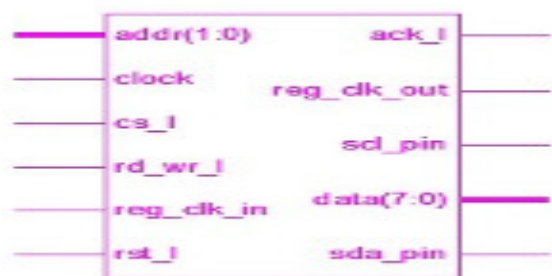 addr(1:0)
clock
cs_l
rd_wr_l
reg_clk_in
rst_l
ack_l
reg_clk_out
scl_pin
data(7:0)
sda_pin